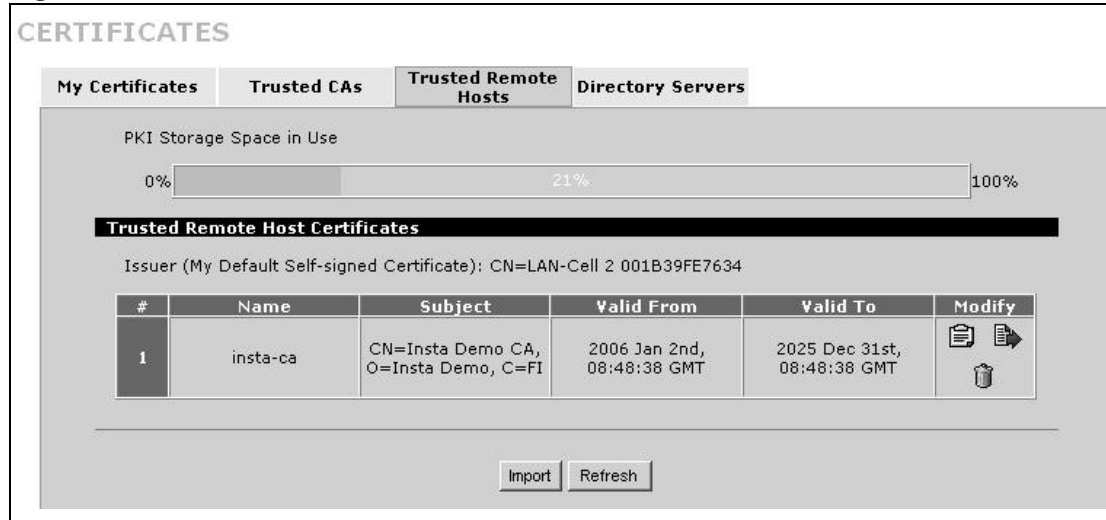 CERTIFICATES
My Certificates
Trusted CAs
Trusted Remote
Hosts
Directory Servers
PKI Storage Space in Use
0%
21%
100%
Trusted Remote Host Certificates
Issuer (My Default Self-signed Certificate): CN=LAN-Cell 2 001B39FE7634
# Name Subject Valid From Valid To Modify
1 insta-ca
CN=Insta Demo CA,
O=Insta Demo, C=FI
2006 Jan 2nd,
08:48:38 GMT
2025 Dec 31st,
08:48:38 GMT
Import
Refresh